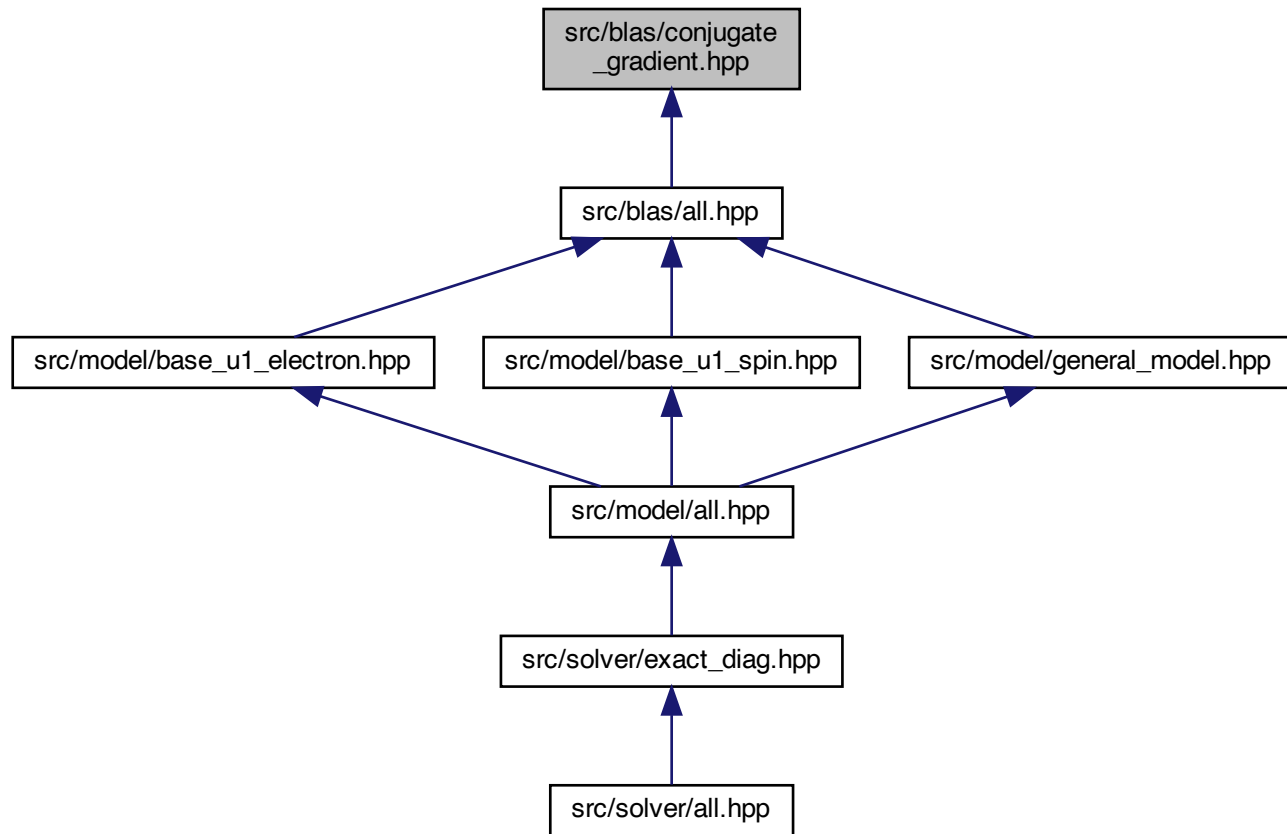 src/blas/conjugate
_gradient.hpp
src/blas/all.hpp
src/model/base_u1_electron.hpp
src/model/base_u1_spin.hpp
src/model/general_model.hpp
src/model/all.hpp
src/solver/exact_diag.hpp
src/solver/all.hpp